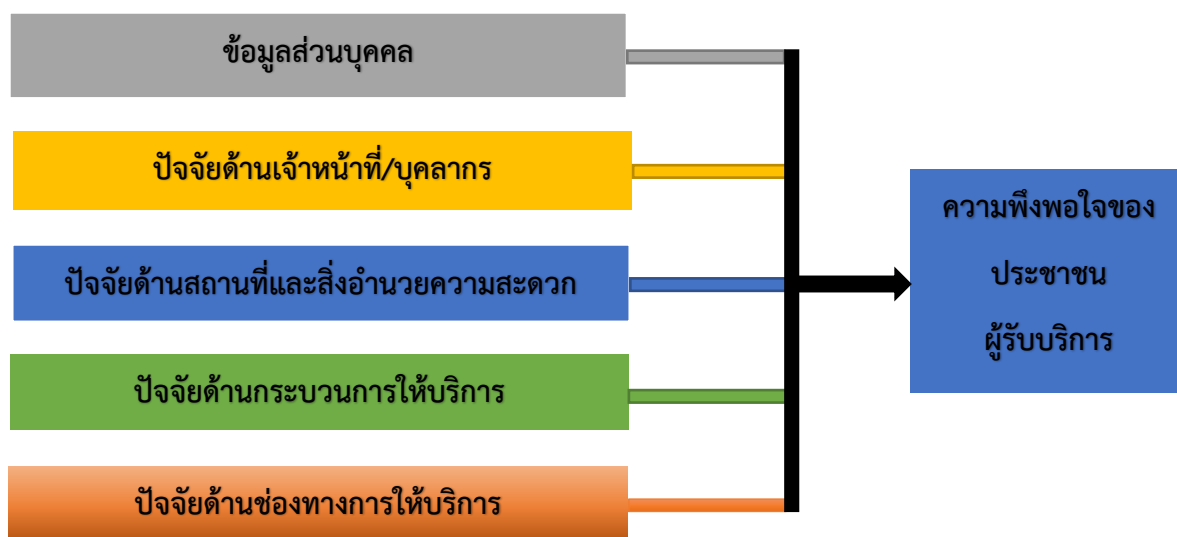 ข้อมูลส่วนบุคคล
ปัจจัยด้านเจ้าหน้าที่/บุคลากร
ปัจจัยด้านสถานที่และสิ่งอำนวยความสะดวก
ปัจจัยด้านกระบวนการให้บริการ
ปัจจัยด้านช่องทางการให้บริการ
ความพึงพอใจของ
ประชาชน
ผู้รับบริการ